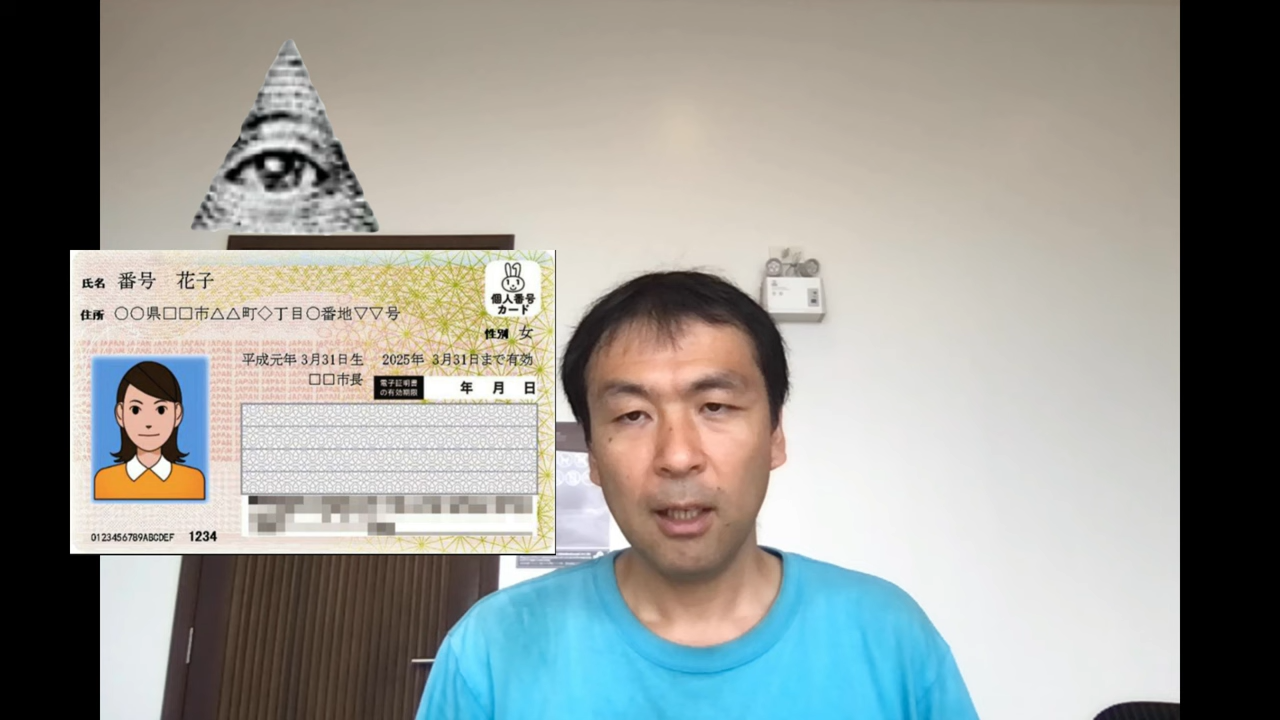 氏名 番号 花子
個人番号
カード
住所 ○○県□□市△△町◇丁目○番地▽▽号
性別 女
平成元年 3月31日生 2025年 3月31日まで有効
□□市長
電子証明書
の有効期限
年 月 日
0123456789ABCDEF 1234